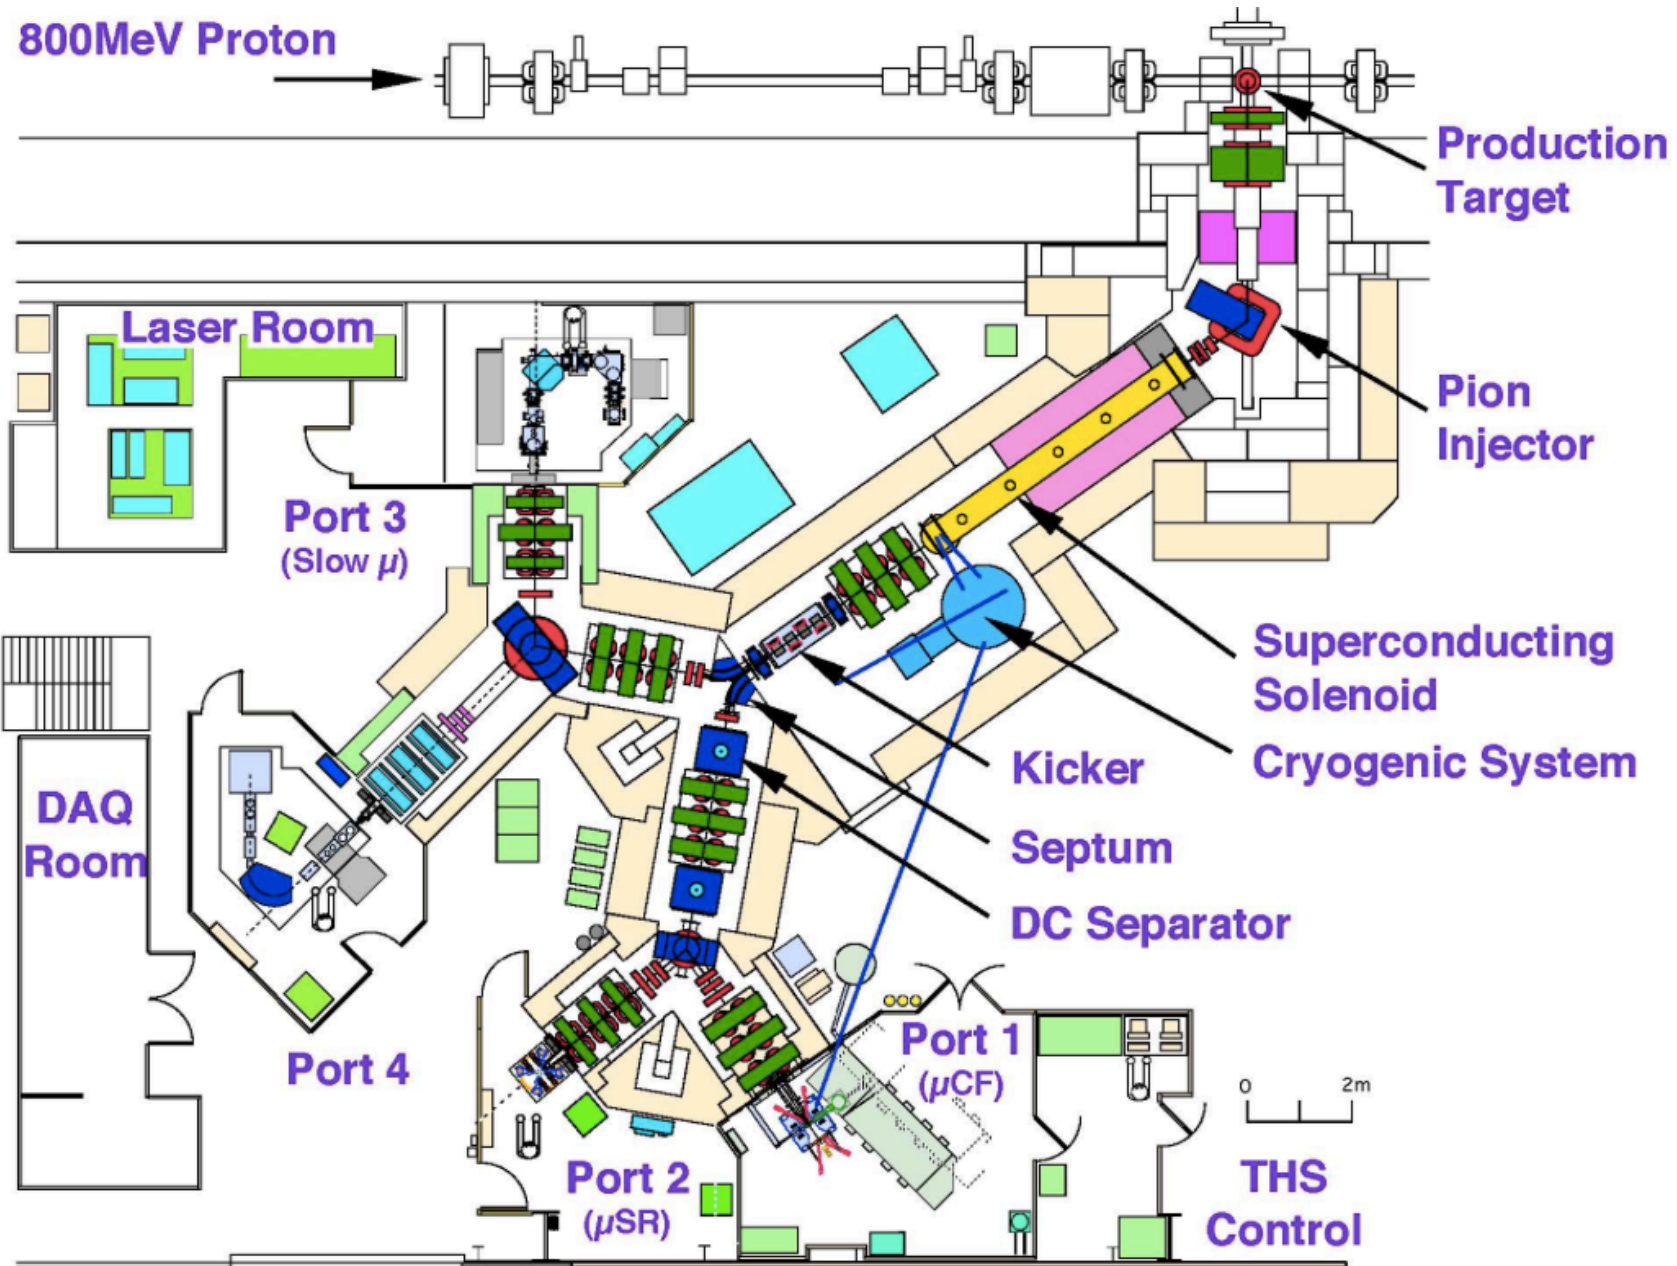 800MeV Proton
Production
Target
Laser Room
Pion
Injector
Port 3
(Slow µ)
Superconducting
Solenoid
Cryogenic System
Kicker
DAQ
Room
Septum
DC Separator
Port 4
Port 1
(µCF)
0 2m
Port 2
(µSR)
THS
Control